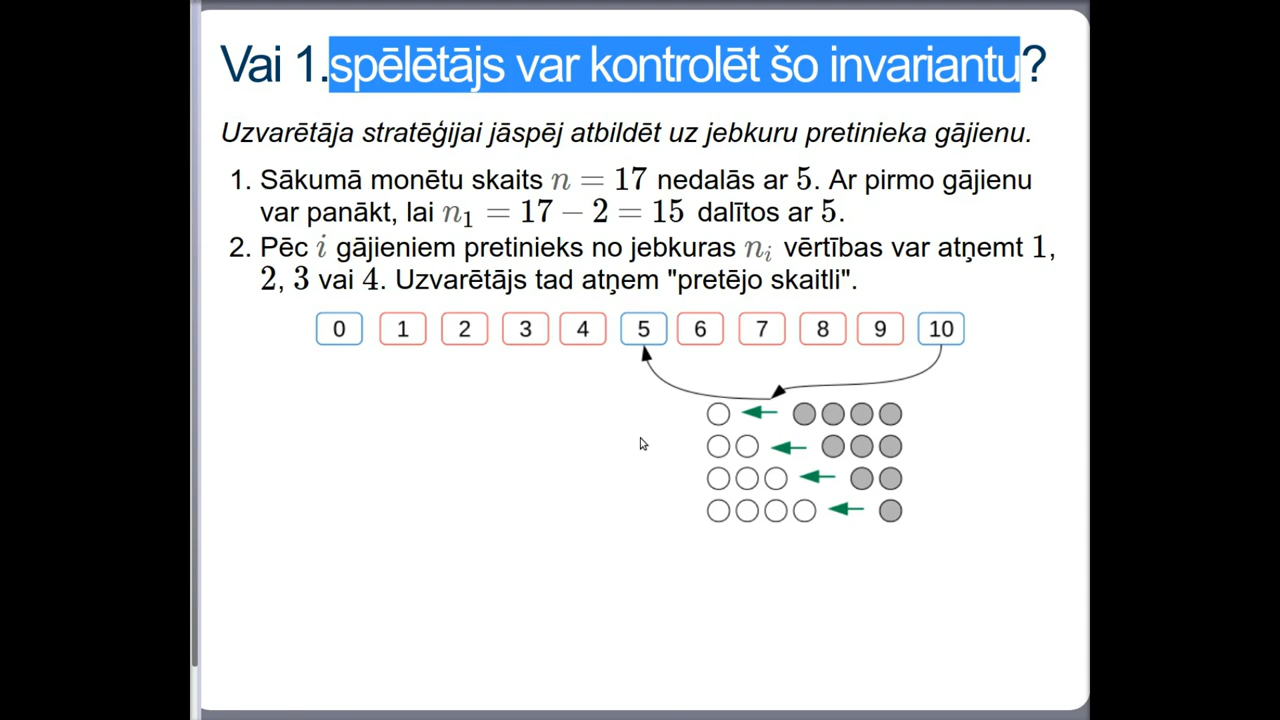 Vai 1.spēlētājs var kontrolēt šo invariantu?
Uzvarētāja stratēģijai jāspēj atbildēt uz jebkuru pretinieka gājienu.
1. Sākumā monētu skaits n = 17 nedalās ar 5. Ar pirmo gājienu
var panākt, lai n₁ = 17 − 2 = 15 dalītos ar 5.
2. Pēc i gājieniem pretinieks no jebkuras nᵢ vērtības var atņemt 1,
2, 3 vai 4. Uzvarētājs tad atņem "pretējo skaitli".
0 1 2 3 4 5 6 7 8 9 10